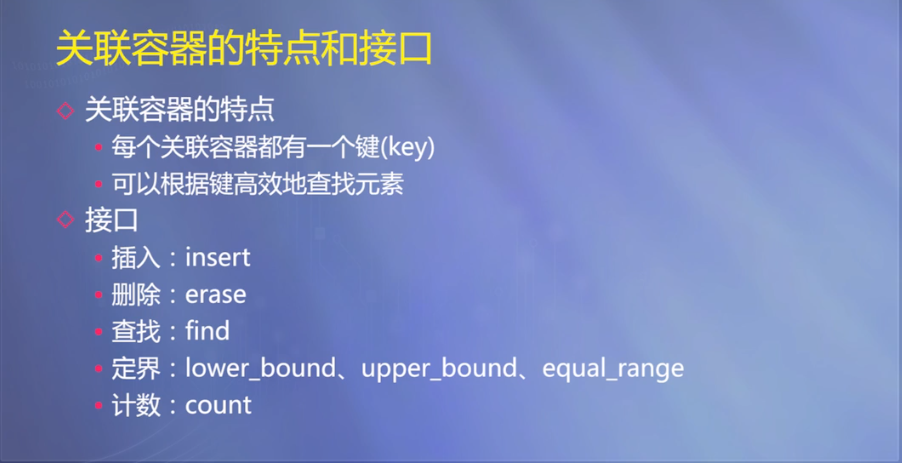 关联容器的特点和接口
关联容器的特点
每个关联容器都有一个键(key)
可以根据键高效地查找元素
接口
插入：insert
删除：erase
查找：find
定界：lower_bound、upper_bound、equal_range
计数：count